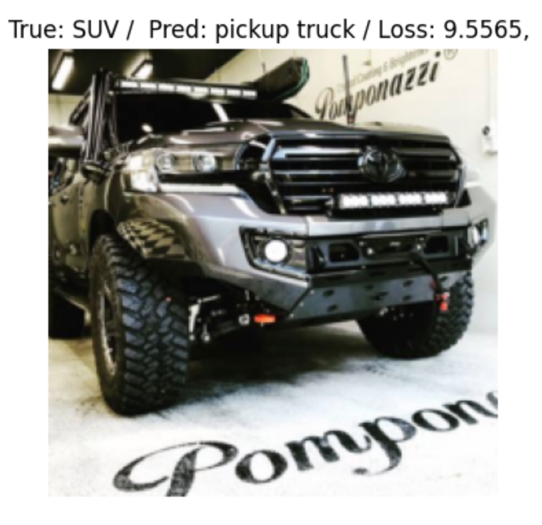 True: SUV /  Pred: pickup truck / Loss: 9.5565,
Pomponazzi
®
Pompon